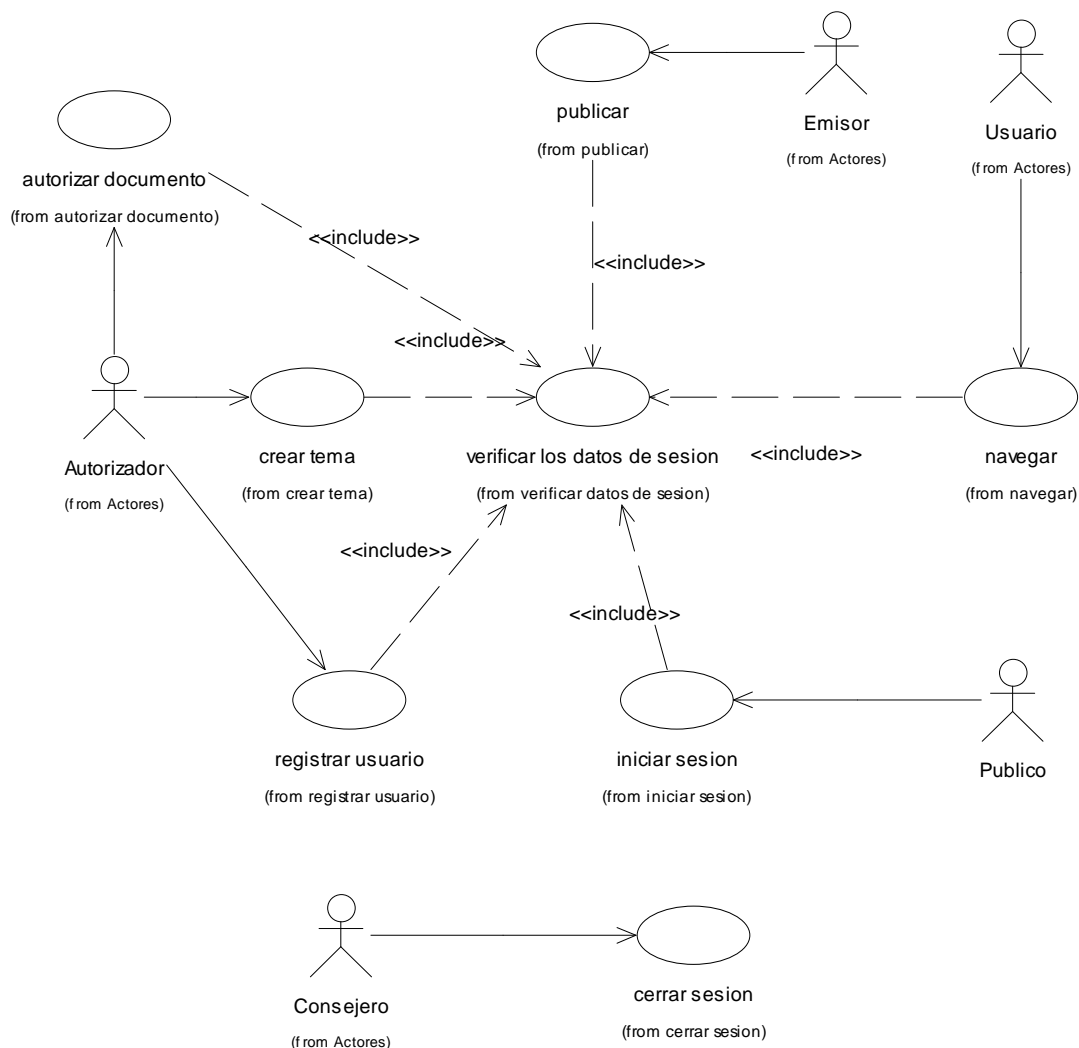 publicar
(from publicar)
Emisor
(from Actores)
Usuario
(from Actores)
autorizar documento
(from autorizar documento)
<<include>>
<<include>>
<<include>>
Autorizador
(from Actores)
crear tema
(from crear tema)
verificar los datos de sesion
(from verificar datos de sesion)
<<include>>
navegar
(from navegar)
<<include>>
<<include>>
registrar usuario
(from registrar usuario)
iniciar sesion
(from iniciar sesion)
Publico
Consejero
(from Actores)
cerrar sesion
(from cerrar sesion)